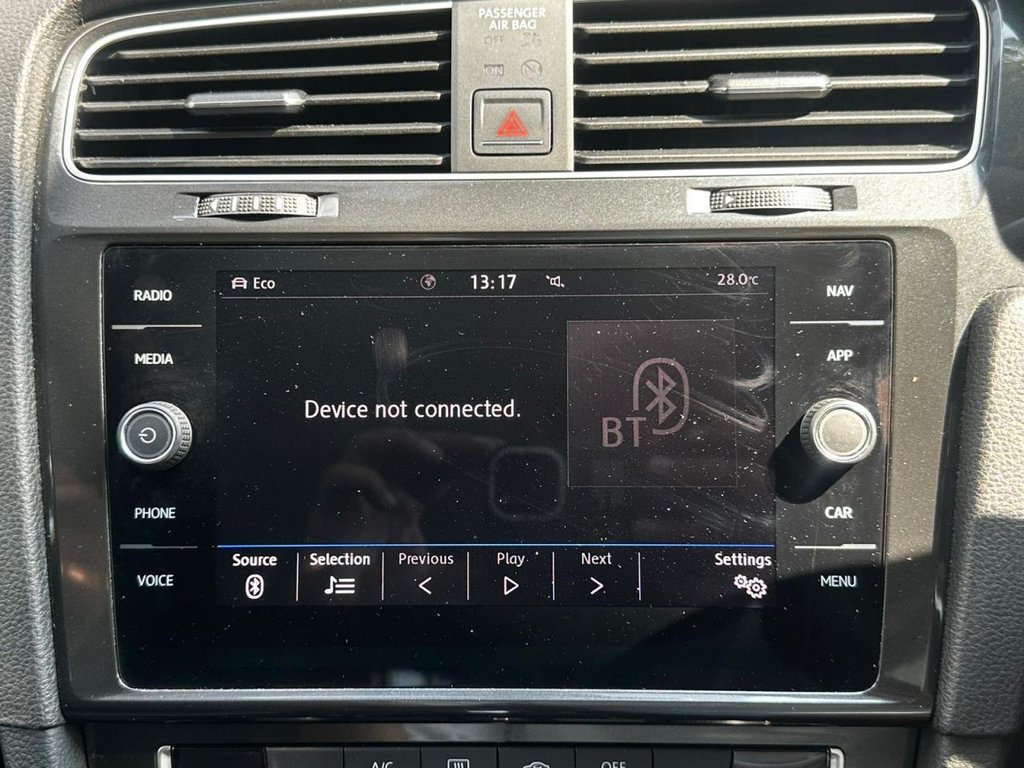 PASSENGER
AIR BAG
OFF
ON
RADIO
MEDIA
PHONE
VOICE
Eco 13:17 28.0°C
Device not connected.
BT
Source Selection Previous Play Next Settings
NAV
APP
CAR
MENU
A/C OFF